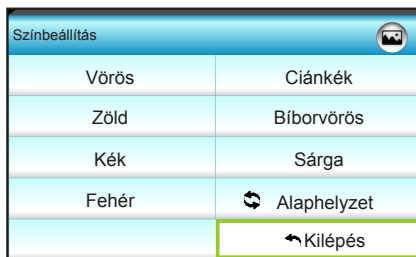 Színbeállítás
Vörös Ciánkék
Zöld Bíborvörös
Kék Sárga
Fehér Alaphelyzet
Kilépés